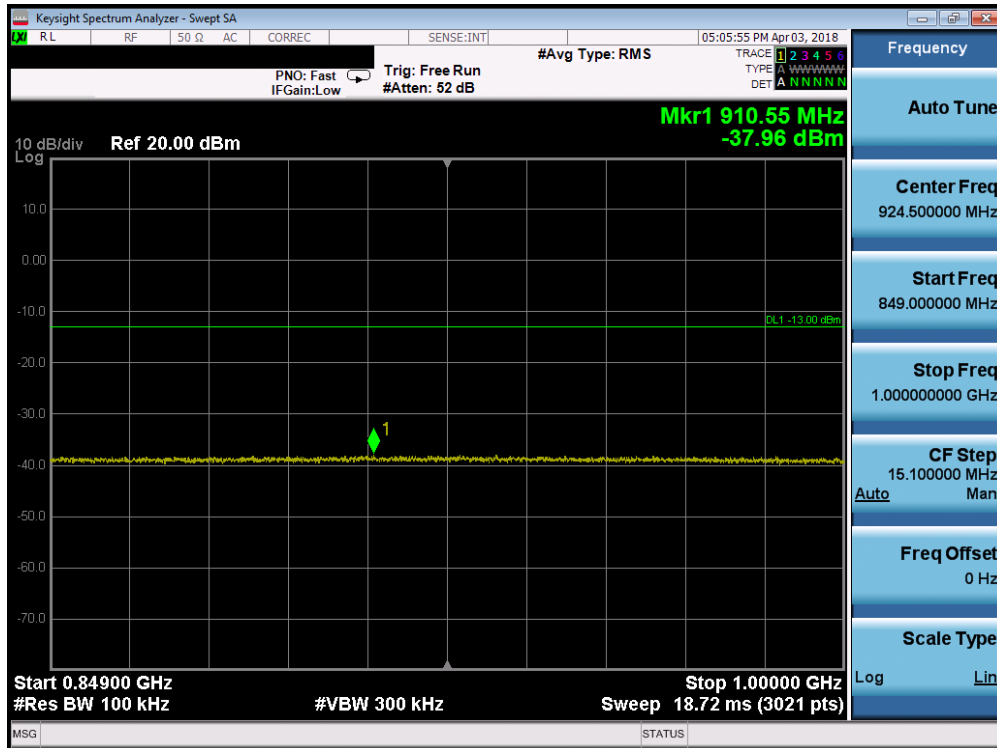 Keysight Spectrum Analyzer - Swept SA
LXI RL RF 50 Ω AC CORREC SENSE:INT 05:05:55 PM Apr 03, 2018
#Avg Type: RMS TRACE 1 2 3 4 5 6
PNO: Fast Trig: Free Run TYPE A WWWWW
IFGain:Low #Atten: 52 dB DET A N N N N N
Mkr1 910.55 MHz
-37.96 dBm
10 dB/div Ref 20.00 dBm
Log
10.0
0.00
-10.0
DL1 -13.00 dBm
-20.0
-30.0
1
-40.0
-50.0
-60.0
-70.0
Start 0.84900 GHz Stop 1.00000 GHz
#Res BW 100 kHz #VBW 300 kHz Sweep 18.72 ms (3021 pts)
MSG STATUS
Frequency
Auto Tune
Center Freq
924.500000 MHz
Start Freq
849.000000 MHz
Stop Freq
1.000000000 GHz
CF Step
15.100000 MHz
Auto Man
Freq Offset
0 Hz
Scale Type
Log Lin